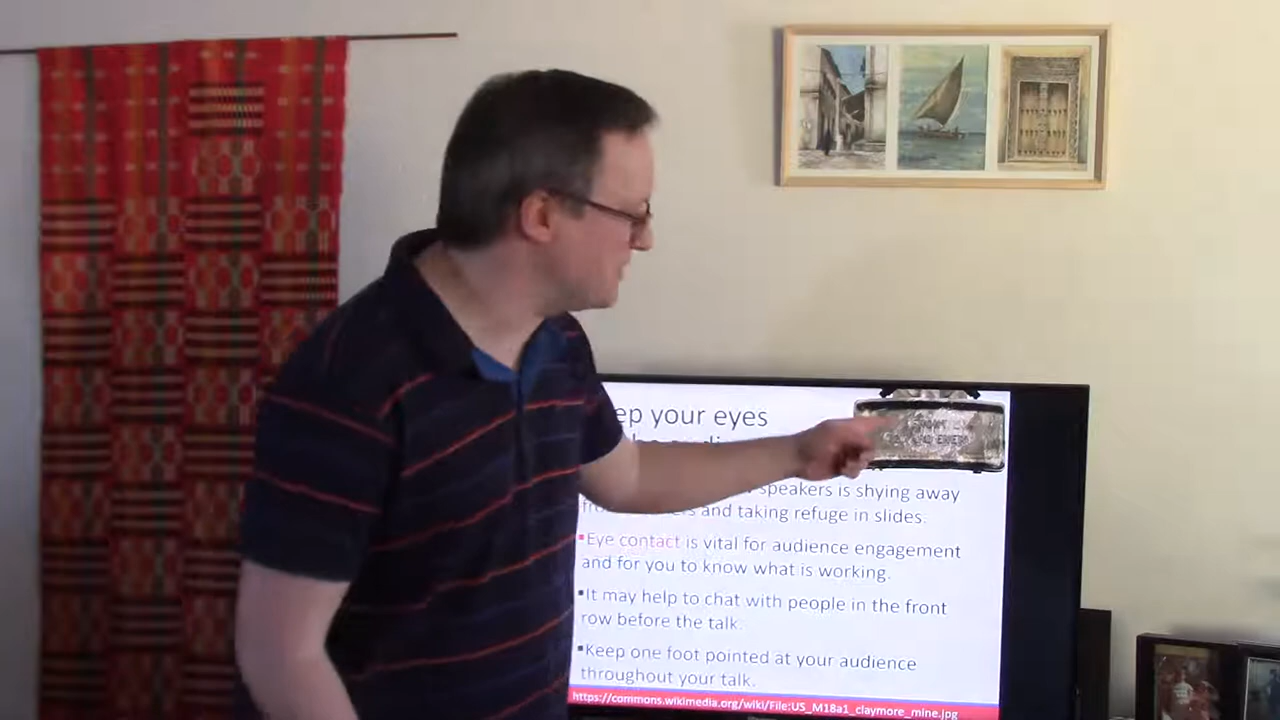 ep your eyes
speakers is shying away
and taking refuge in slides.
Eye contact is vital for audience engagement
and for you to know what is working.
It may help to chat with people in the front
row before the talk.
Keep one foot pointed at your audience
throughout your talk.
https://commons.wikimedia.org/wiki/File:US_M18a1_claymore_mine.jpg